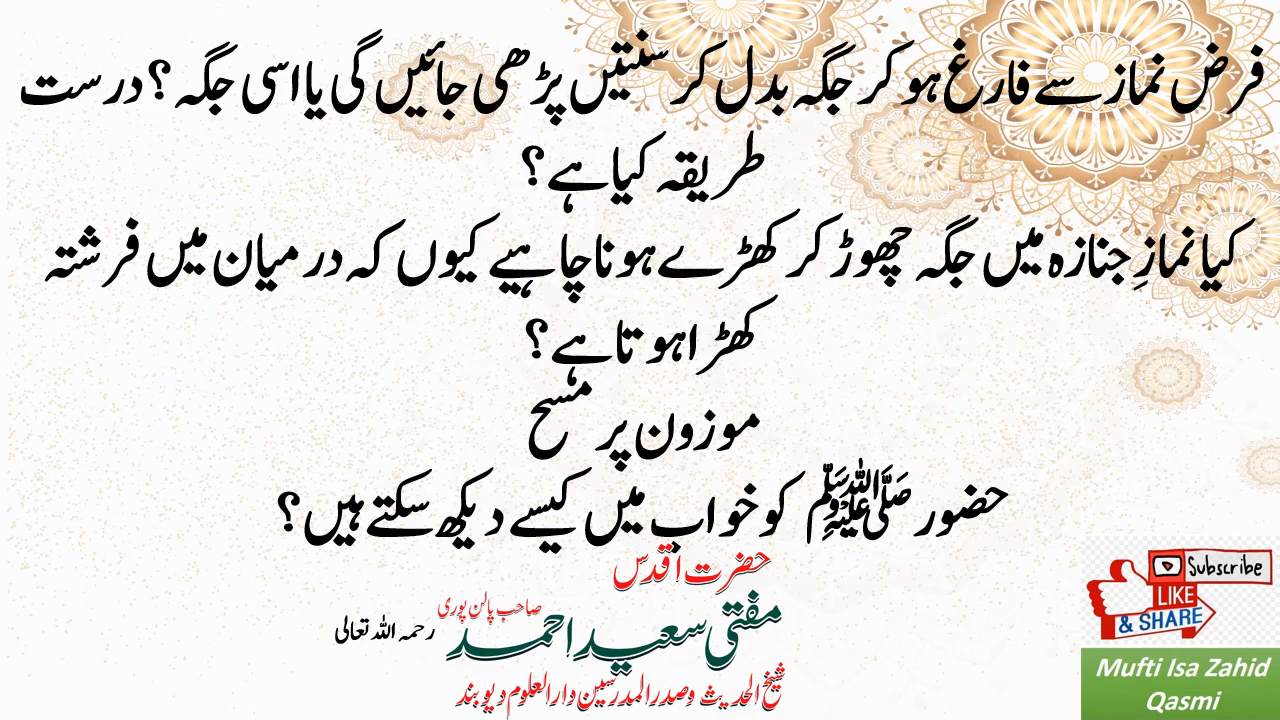 فرض نماز سے فارغ ہو کر جگہ بدل کر سنتیں پڑھی جائیں گی یا اسی جگہ؟ درست
طریقہ کیا ہے؟
کیا نمازِ جنازہ میں جگہ چھوڑ کر کھڑے ہونا چاہیے کیوں کہ درمیان میں فرشتہ
کھڑا ہوتا ہے؟
موزون پر مسح
حضور ﷺ کو خواب میں کیسے دیکھ سکتے ہیں؟
حضرت اقدس
مفتی سعید احمد صاحب پالن پوری رحمہ اللہ تعالی
شیخ الحدیث و صدر المدرسین دار العلوم دیوبند
Subscribe
LIKE
& SHARE
Mufti Isa Zahid
Qasmi